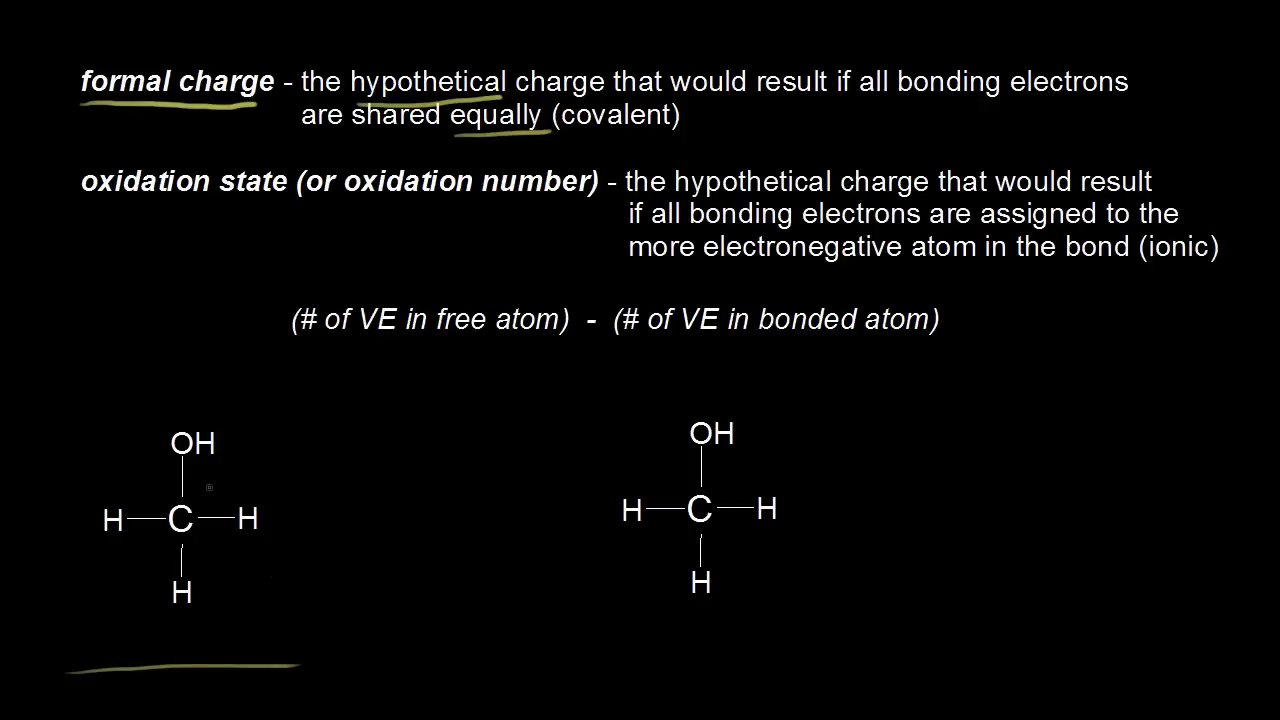 formal charge - the hypothetical charge that would result if all bonding electrons
are shared equally (covalent)
oxidation state (or oxidation number) - the hypothetical charge that would result
if all bonding electrons are assigned to the
more electronegative atom in the bond (ionic)
(# of VE in free atom) - (# of VE in bonded atom)
OH
H C H
H
OH
H C H
H